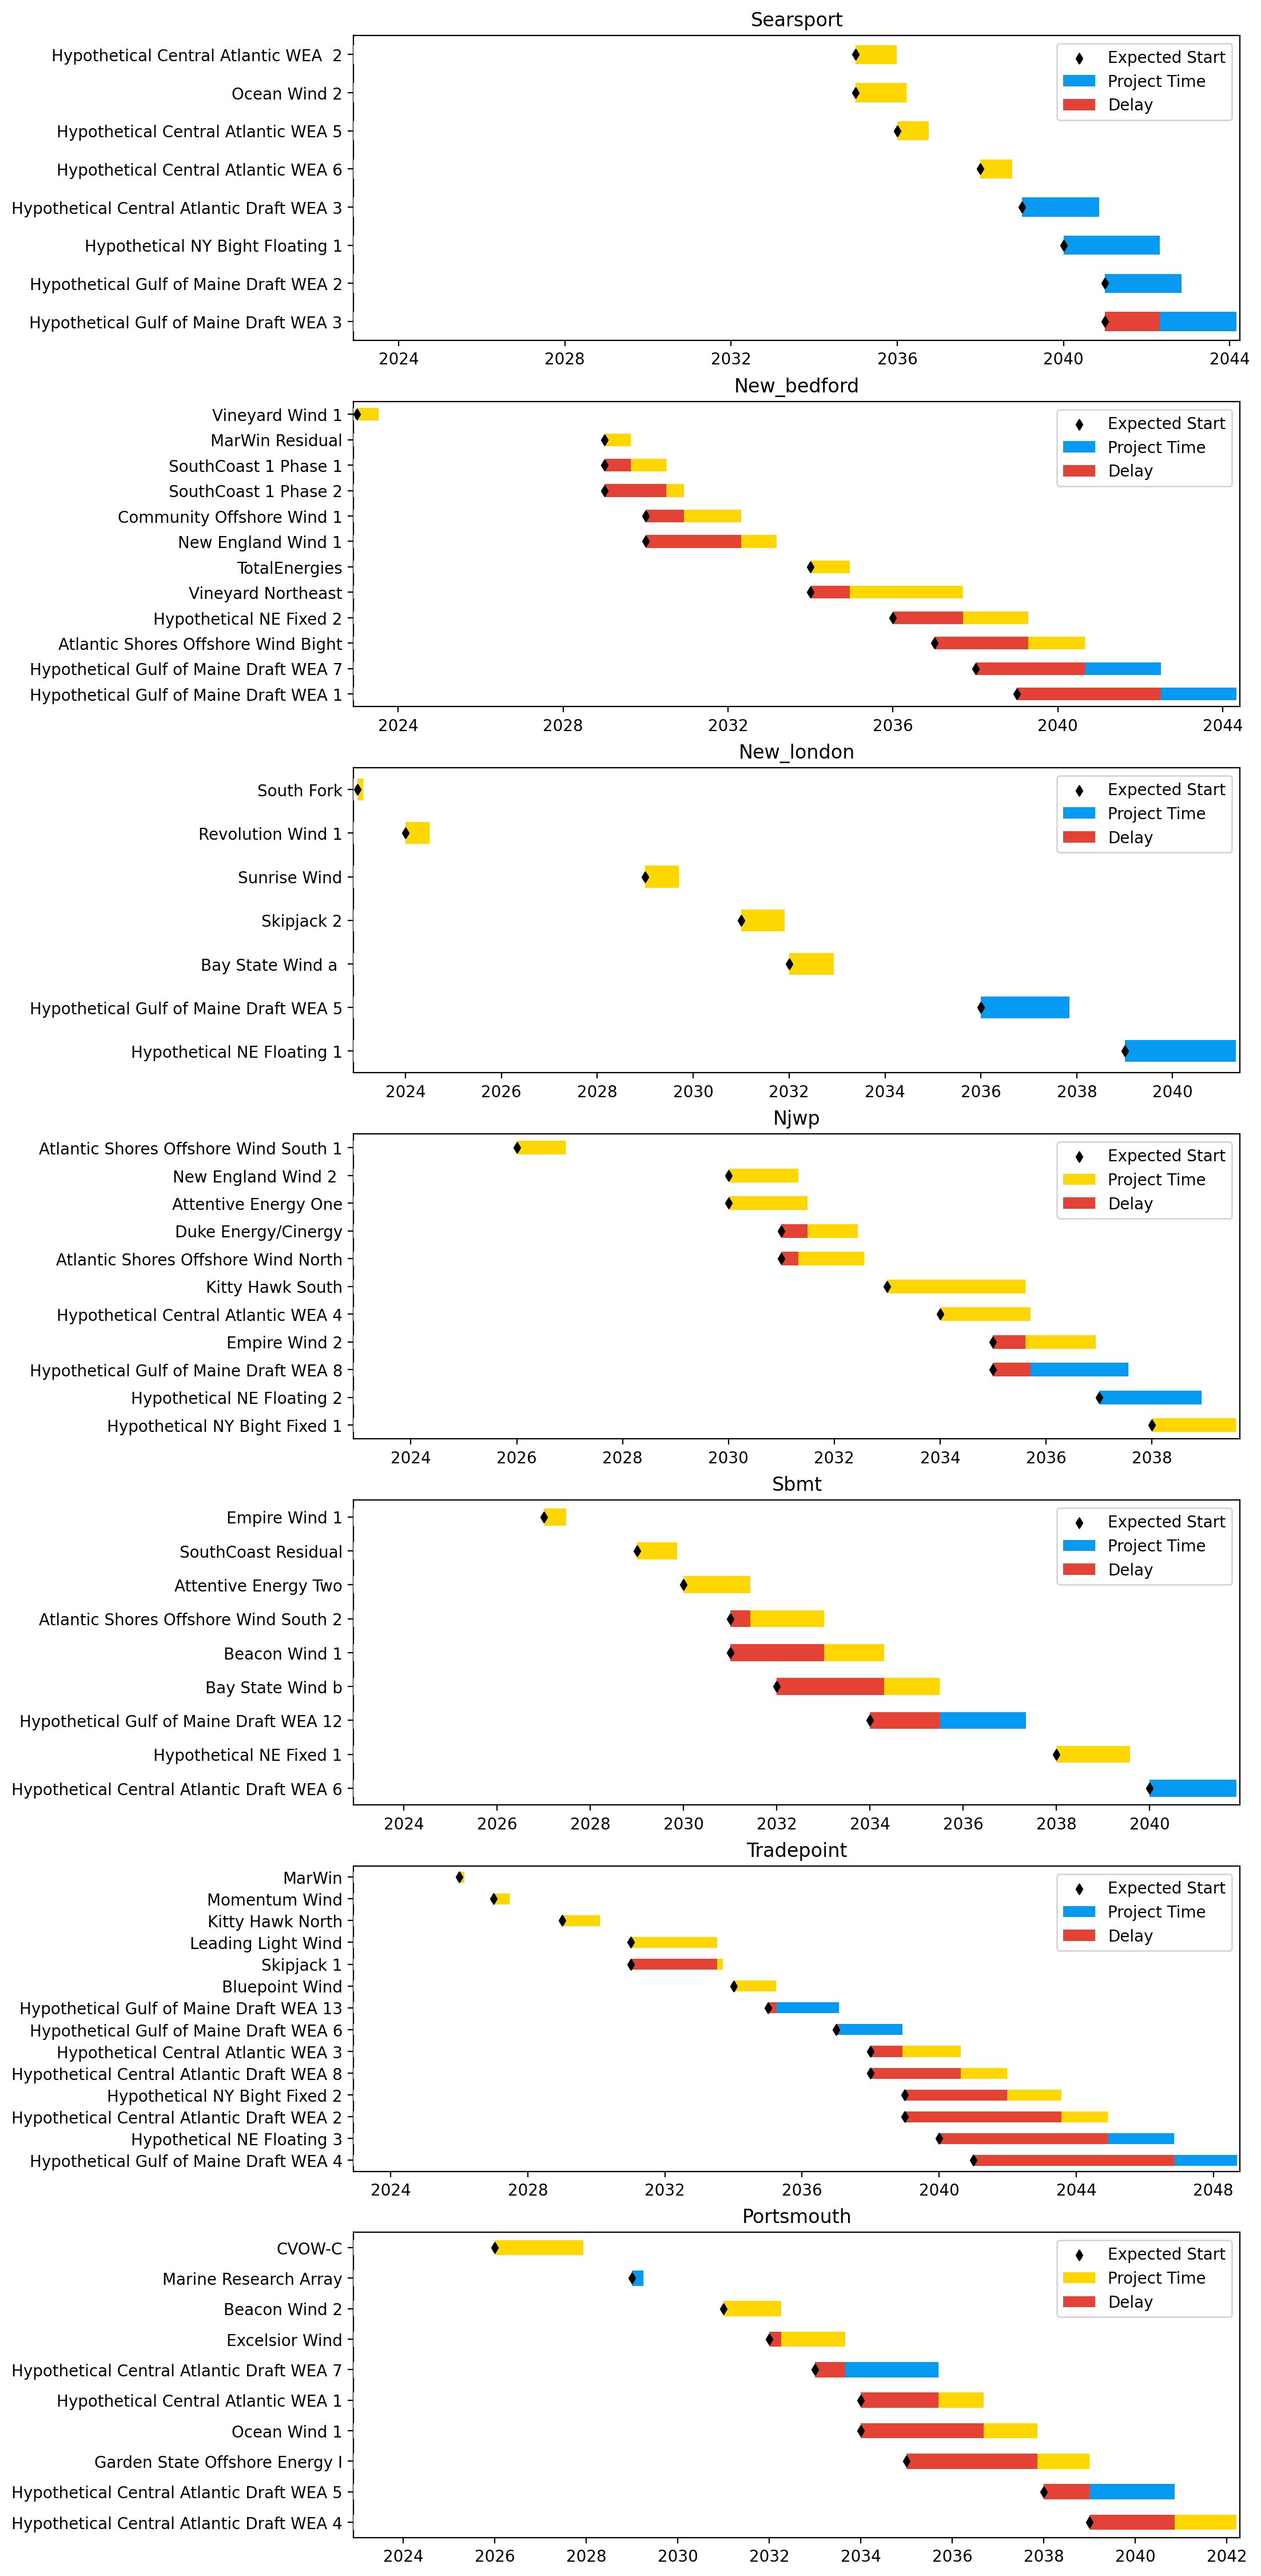 Searsport
Hypothetical Central Atlantic WEA  2
Ocean Wind 2
Hypothetical Central Atlantic WEA 5
Hypothetical Central Atlantic WEA 6
Hypothetical Central Atlantic Draft WEA 3
Hypothetical NY Bight Floating 1
Hypothetical Gulf of Maine Draft WEA 2
Hypothetical Gulf of Maine Draft WEA 3
Expected Start
Project Time
Delay
2024 2028 2032 2036 2040 2044
New_bedford
Vineyard Wind 1
MarWin Residual
SouthCoast 1 Phase 1
SouthCoast 1 Phase 2
Community Offshore Wind 1
New England Wind 1
TotalEnergies
Vineyard Northeast
Hypothetical NE Fixed 2
Atlantic Shores Offshore Wind Bight
Hypothetical Gulf of Maine Draft WEA 7
Hypothetical Gulf of Maine Draft WEA 1
Expected Start
Project Time
Delay
2024 2028 2032 2036 2040 2044
New_london
South Fork
Revolution Wind 1
Sunrise Wind
Skipjack 2
Bay State Wind a
Hypothetical Gulf of Maine Draft WEA 5
Hypothetical NE Floating 1
Expected Start
Project Time
Delay
2024 2026 2028 2030 2032 2034 2036 2038 2040
Njwp
Atlantic Shores Offshore Wind South 1
New England Wind 2
Attentive Energy One
Duke Energy/Cinergy
Atlantic Shores Offshore Wind North
Kitty Hawk South
Hypothetical Central Atlantic WEA 4
Empire Wind 2
Hypothetical Gulf of Maine Draft WEA 8
Hypothetical NE Floating 2
Hypothetical NY Bight Fixed 1
Expected Start
Project Time
Delay
2024 2026 2028 2030 2032 2034 2036 2038
Sbmt
Empire Wind 1
SouthCoast Residual
Attentive Energy Two
Atlantic Shores Offshore Wind South 2
Beacon Wind 1
Bay State Wind b
Hypothetical Gulf of Maine Draft WEA 12
Hypothetical NE Fixed 1
Hypothetical Central Atlantic Draft WEA 6
Expected Start
Project Time
Delay
2024 2026 2028 2030 2032 2034 2036 2038 2040
Tradepoint
MarWin
Momentum Wind
Kitty Hawk North
Leading Light Wind
Skipjack 1
Bluepoint Wind
Hypothetical Gulf of Maine Draft WEA 13
Hypothetical Gulf of Maine Draft WEA 6
Hypothetical Central Atlantic WEA 3
Hypothetical Central Atlantic Draft WEA 8
Hypothetical NY Bight Fixed 2
Hypothetical Central Atlantic Draft WEA 2
Hypothetical NE Floating 3
Hypothetical Gulf of Maine Draft WEA 4
Expected Start
Project Time
Delay
2024 2028 2032 2036 2040 2044 2048
Portsmouth
CVOW-C
Marine Research Array
Beacon Wind 2
Excelsior Wind
Hypothetical Central Atlantic Draft WEA 7
Hypothetical Central Atlantic WEA 1
Ocean Wind 1
Garden State Offshore Energy I
Hypothetical Central Atlantic Draft WEA 5
Hypothetical Central Atlantic Draft WEA 4
Expected Start
Project Time
Delay
2024 2026 2028 2030 2032 2034 2036 2038 2040 2042